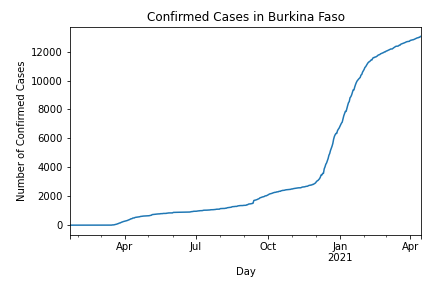 Confirmed Cases in Burkina Faso
Number of Confirmed Cases
12000
10000
8000
6000
4000
2000
0
Apr Jul Oct Jan Apr
2021
Day